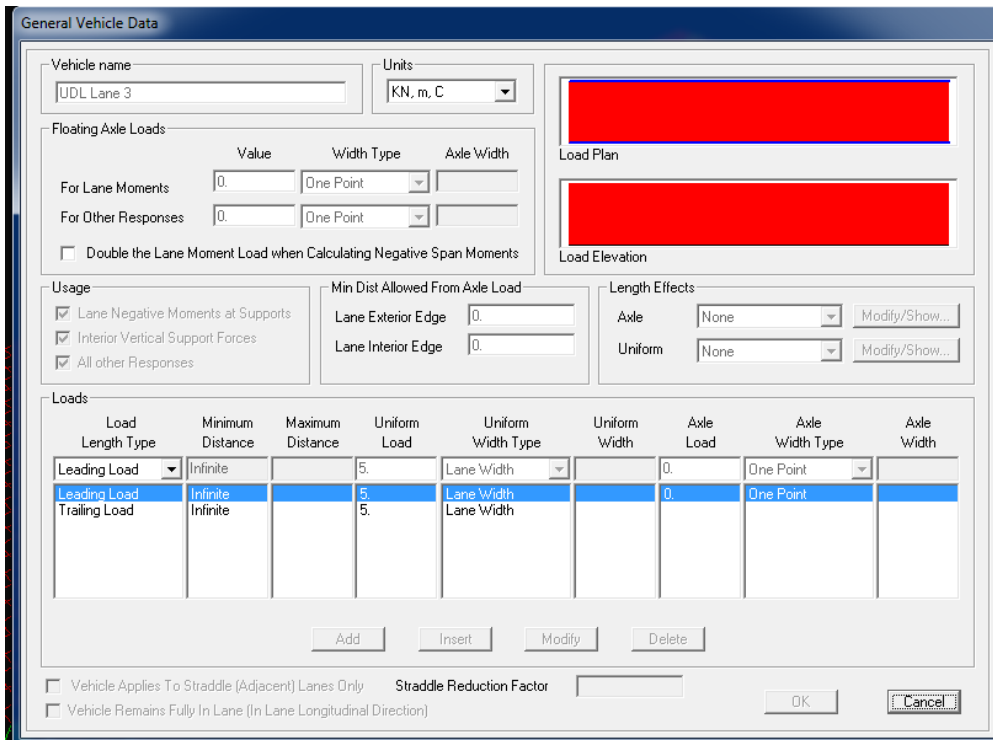 General Vehicle Data
Vehicle name
UDL Lane 3
Units
KN, m, C
Floating Axle Loads
Value Width Type Axle Width
For Lane Moments 0. One Point
For Other Responses 0. One Point
Double the Lane Moment Load when Calculating Negative Span Moments
Load Plan
Load Elevation
Usage
Lane Negative Moments at Supports
Interior Vertical Support Forces
All other Responses
Min Dist Allowed From Axle Load
Lane Exterior Edge 0.
Lane Interior Edge 0.
Length Effects
Axle None Modify/Show...
Uniform None Modify/Show...
Loads
Load Minimum Maximum Uniform Uniform Uniform Axle Axle Axle
Length Type Distance Distance Load Width Type Width Load Width Type Width
Leading Load Infinite 5. Lane Width 0. One Point
Leading Load Infinite 5. Lane Width 0. One Point
Trailing Load Infinite 5. Lane Width
Add Insert Modify Delete
Vehicle Applies To Straddle (Adjacent) Lanes Only Straddle Reduction Factor
Vehicle Remains Fully In Lane (In Lane Longitudinal Direction)
OK Cancel